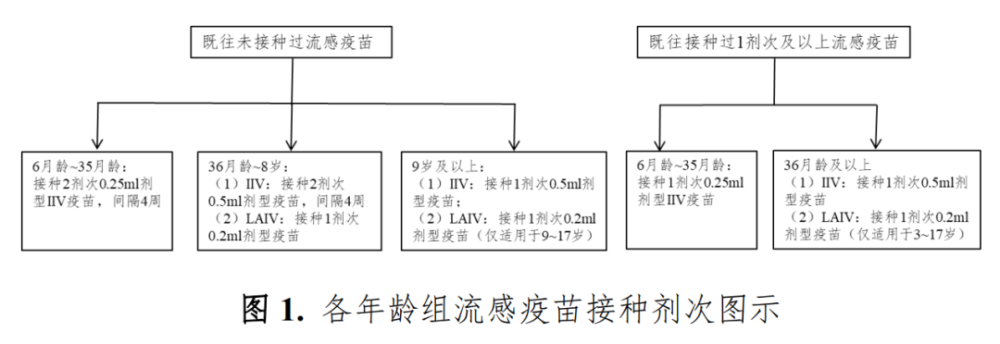 既往未接种过流感疫苗
既往接种过1剂次及以上流感疫苗
6月龄~35月龄：
接种2剂次0.25ml剂
型IIV疫苗，间隔4周
36月龄~8岁：
（1）IIV：接种2剂次
0.5ml剂型疫苗，间隔4周
（2）LAIV：接种1剂次
0.2ml剂型疫苗
9岁及以上：
（1）IIV：接种1剂次0.5ml剂
型疫苗；
（2）LAIV：接种1剂次0.2ml
剂型疫苗（仅适用于9~17岁）
6月龄~35月龄：
接种1剂次0.25ml
剂型IIV疫苗
36月龄及以上
（1）IIV：接种1剂次0.5ml剂
型疫苗
（2）LAIV：接种1剂次0.2ml
剂型疫苗（仅适用于3~17岁）
图 1. 各年龄组流感疫苗接种剂次图示